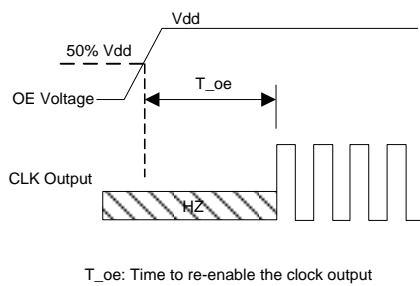 Vdd
50% Vdd
T_oe
OE Voltage
CLK Output
HZ
T_oe: Time to re-enable the clock output